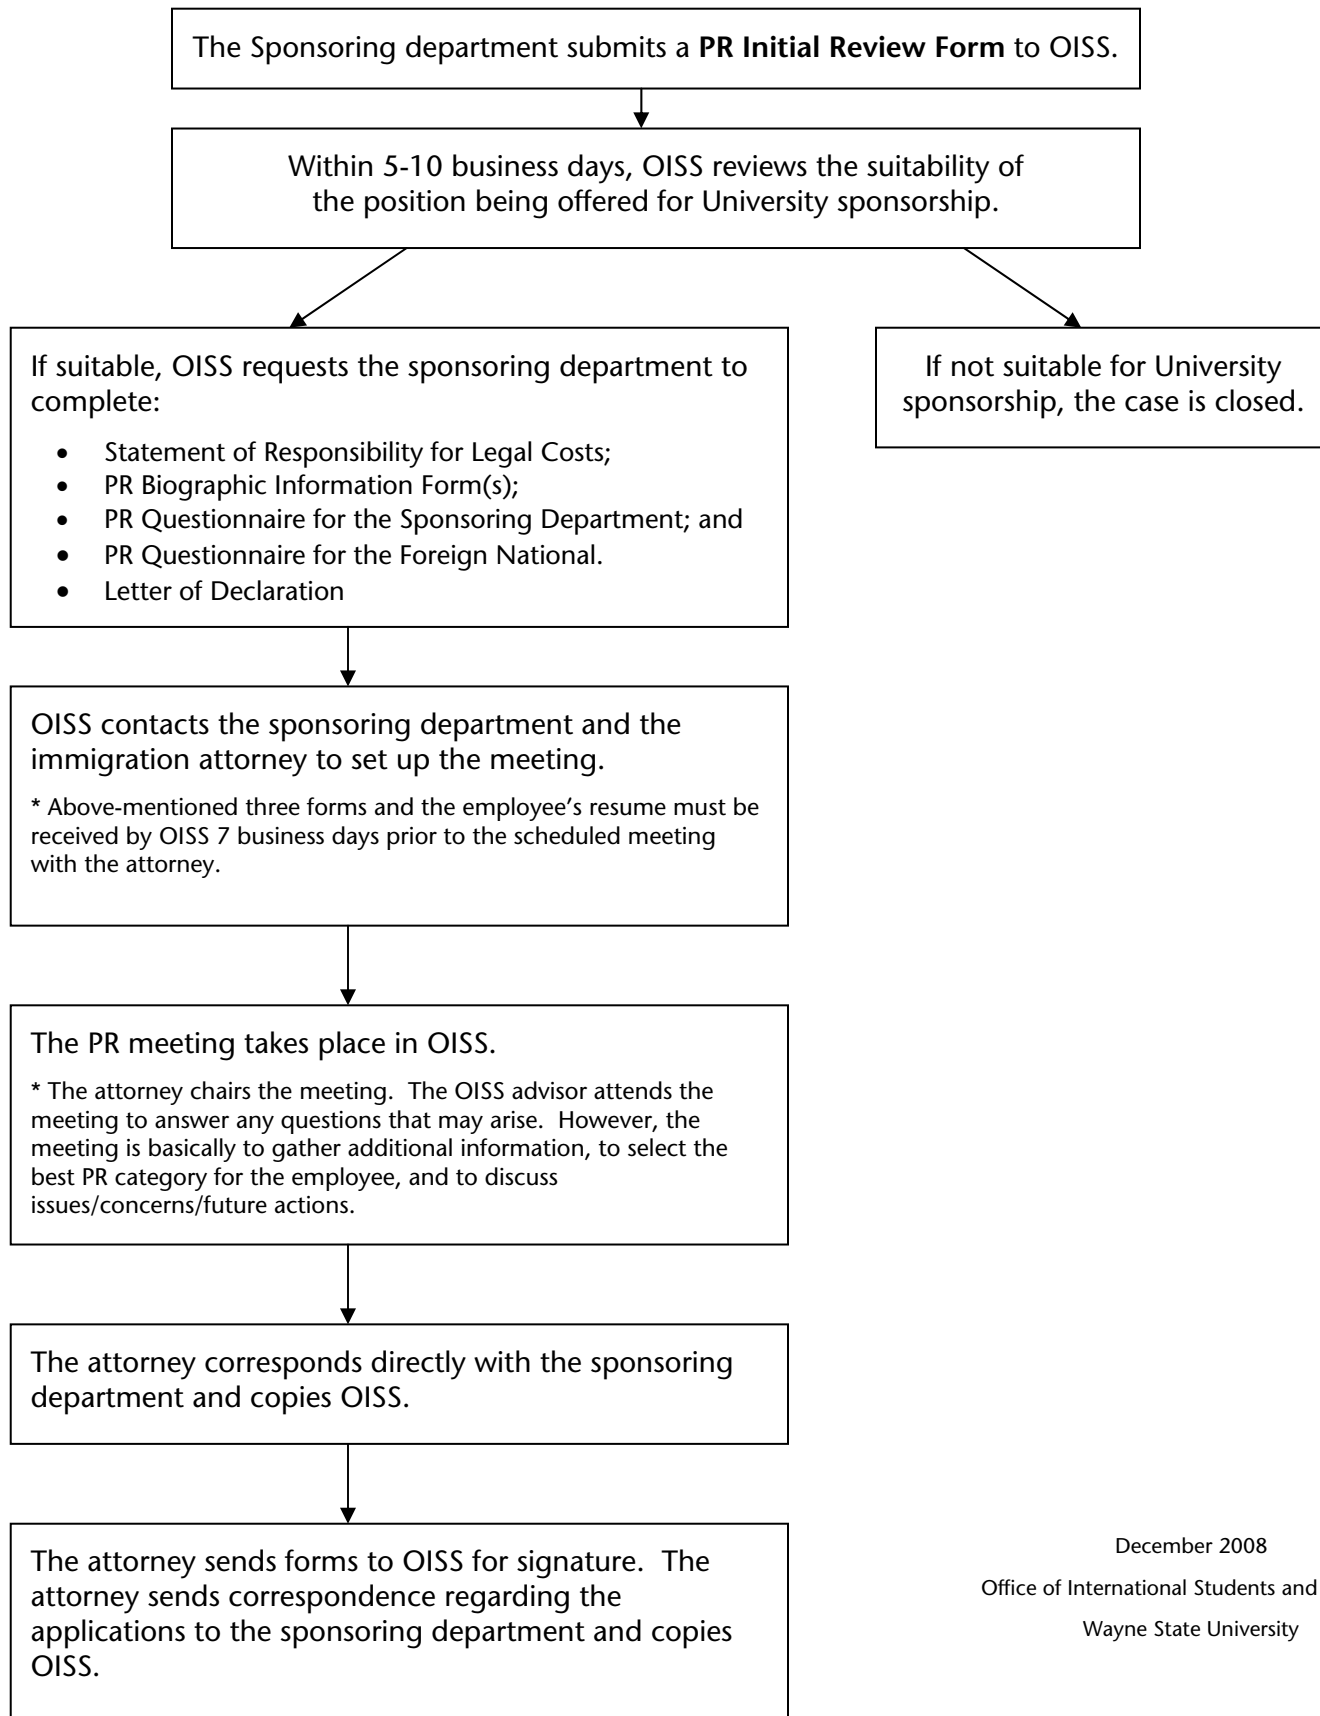 The Sponsoring department submits a PR Initial Review Form to OISS.
Within 5-10 business days, OISS reviews the suitability of
the position being offered for University sponsorship.
If suitable, OISS requests the sponsoring department to
complete:
• Statement of Responsibility for Legal Costs;
• PR Biographic Information Form(s);
• PR Questionnaire for the Sponsoring Department; and
• PR Questionnaire for the Foreign National.
• Letter of Declaration
If not suitable for University
sponsorship, the case is closed.
OISS contacts the sponsoring department and the
immigration attorney to set up the meeting.
* Above-mentioned three forms and the employee’s resume must be
received by OISS 7 business days prior to the scheduled meeting
with the attorney.
The PR meeting takes place in OISS.
* The attorney chairs the meeting.  The OISS advisor attends the
meeting to answer any questions that may arise.  However, the
meeting is basically to gather additional information, to select the
best PR category for the employee, and to discuss
issues/concerns/future actions.
The attorney corresponds directly with the sponsoring
department and copies OISS.
The attorney sends forms to OISS for signature.  The
attorney sends correspondence regarding the
applications to the sponsoring department and copies
OISS.
December 2008
Office of International Students and
Wayne State University